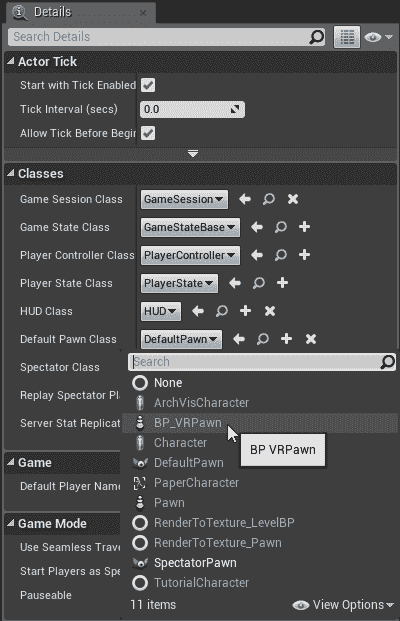 Details
Search Details
Actor Tick
Start with Tick Enabled
Tick Interval (secs) 0.0
Allow Tick Before Begin
Classes
Game Session Class GameSession
Game State Class GameStateBase
Player Controller Class PlayerController
Player State Class PlayerState
HUD Class HUD
Default Pawn Class DefaultPawn
Spectator Class Search
None
Replay Spectator Pl ArchVisCharacter
Server Stat Replicat BP_VRPawn
Character
BP VRPawn
Game DefaultPawn
Default Player Name PaperCharacter
Pawn
Game Mode RenderToTexture_LevelBP
Use Seamless Trave RenderToTexture_Pawn
Start Players as Spe SpectatorPawn
TutorialCharacter
Pauseable 11 items View Options